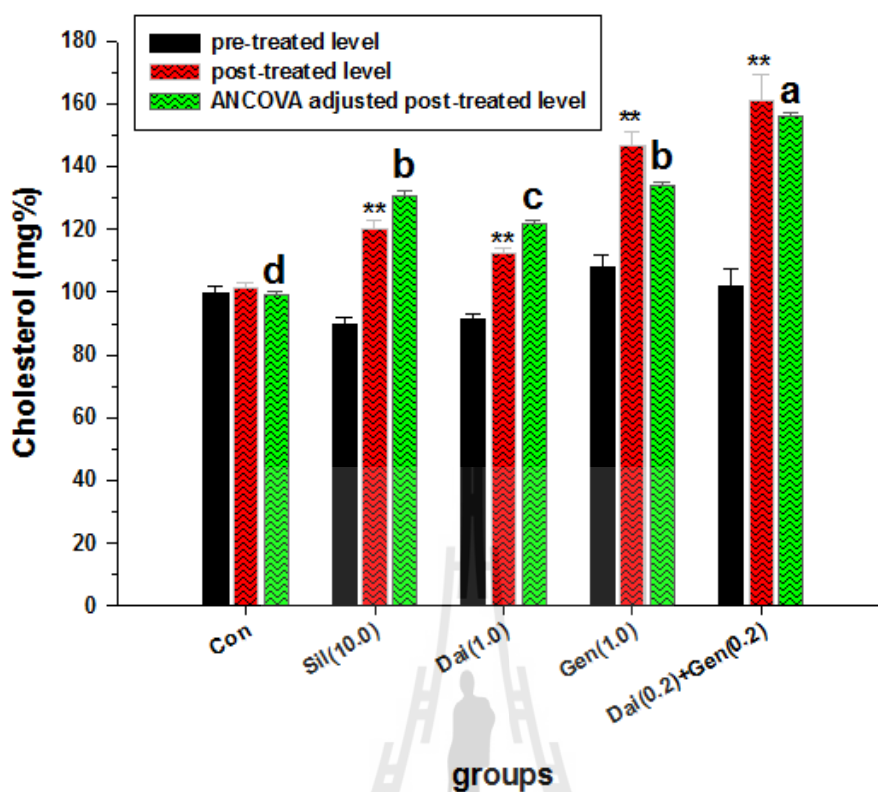 pre-treated level
post-treated level
ANCOVA adjusted post-treated level
Cholesterol (mg%)
180
160
140
120
100
80
60
40
20
0
d
**
b
**
c
**
b
**
a
Con
Sil(10.0)
Dai(1.0)
Gen(1.0)
Dai(0.2)+Gen(0.2)
groups